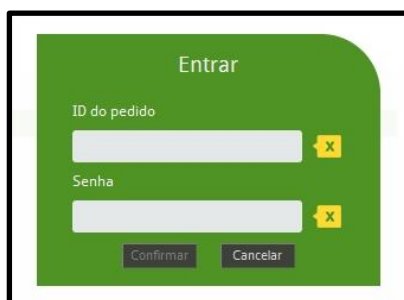 Entrar
ID do pedido
X
Senha
X
Confirmar Cancelar